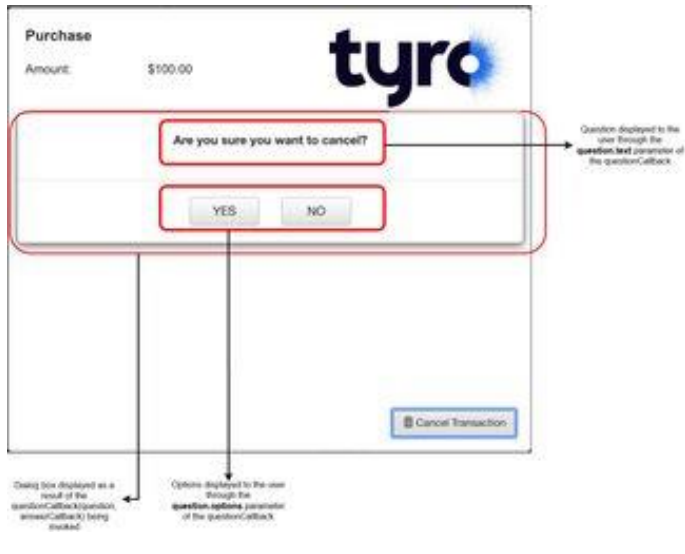 Purchase
tyro
Amount: $100.00
Are you sure you want to cancel?
YES NO
Question displayed to the
user through the
question.text parameter of
the questionCallback
Cancel Transaction
Dialog box displayed as a
result of the
questionCallback(question,
answerCallback) being
invoked
Options displayed to the user
through the
question.options parameter
of the questionCallback